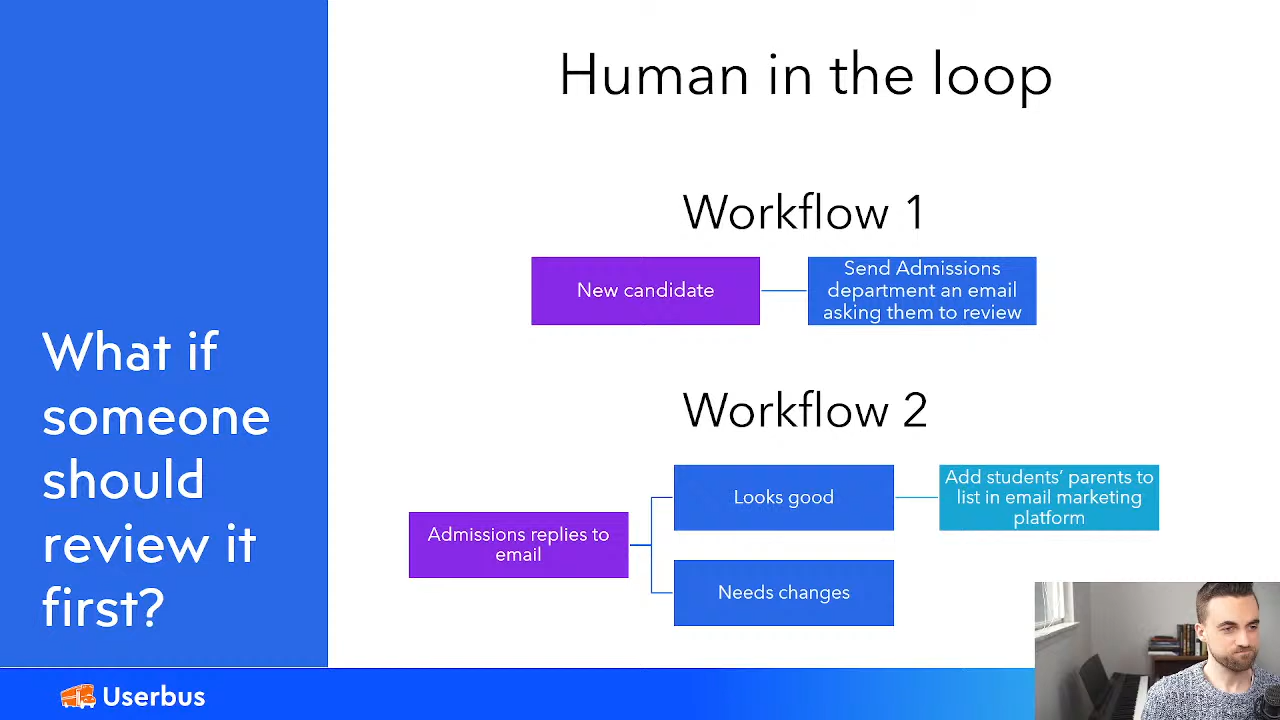 Human in the loop
What if
someone
should
review it
first?
Workflow 1
New candidate
Send Admissions
department an email
asking them to review
Workflow 2
Admissions replies to
email
Looks good
Add students’ parents to
list in email marketing
platform
Needs changes
Userbus